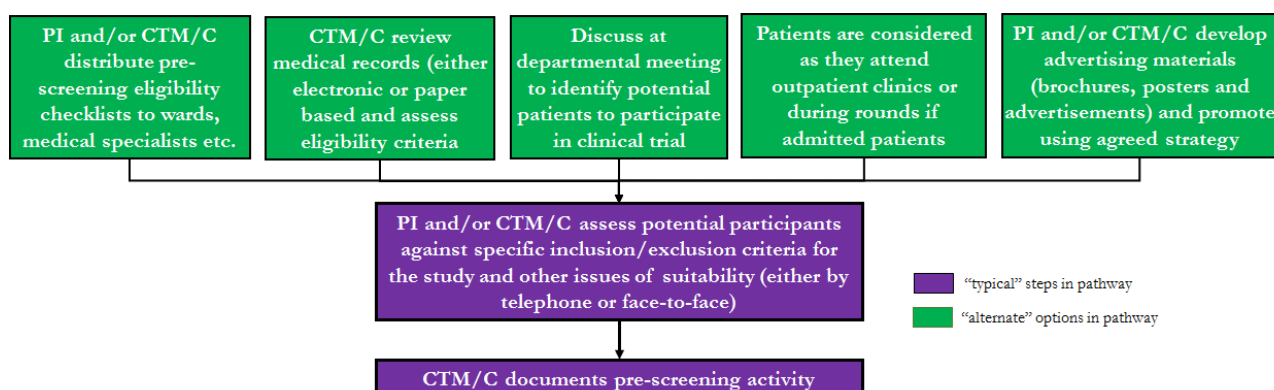 PI and/or CTM/C
distribute pre-
screening eligibility
checklists to wards,
medical specialists etc.
CTM/C review
medical records (either
electronic or paper
based and assess
eligibility criteria
Discuss at
departmental meeting
to identify potential
patients to participate
in clinical trial
Patients are considered
as they attend
outpatient clinics or
during rounds if
admitted patients
PI and/or CTM/C develop
advertising materials
(brochures, posters and
advertisements) and promote
using agreed strategy
PI and/or CTM/C assess potential participants
against specific inclusion/exclusion criteria for
the study and other issues of suitability (either by
telephone or face-to-face)
"typical" steps in pathway
"alternate" options in pathway
CTM/C documents pre-screening activity